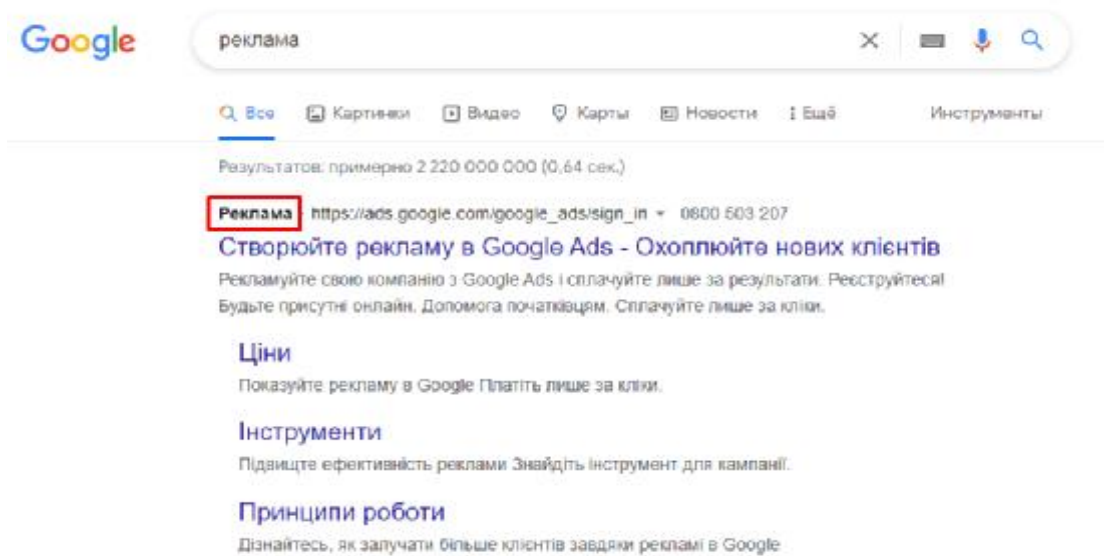 Google
реклама
Все Картинки Видео Карты Новости Ещё Инструменты
Результатов: примерно 2 220 000 000 (0,64 сек.)
Реклама https://ads.google.com/google_ads/sign_in 0800 503 207
Створюйте рекламу в Google Ads - Охоплюйте нових клієнтів
Рекламуйте свою компанію з Google Ads і сплачуйте лише за результати. Реєструйтеся!
Будьте присутні онлайн. Допомога початківцям. Сплачуйте лише за кліки.
Ціни
Показуйте рекламу в Google Платіть лише за кліки.
Інструменти
Підвищте ефективність реклами Знайдіть інструмент для кампанії.
Принципи роботи
Дізнайтесь, як залучати більше клієнтів завдяки рекламі в Google